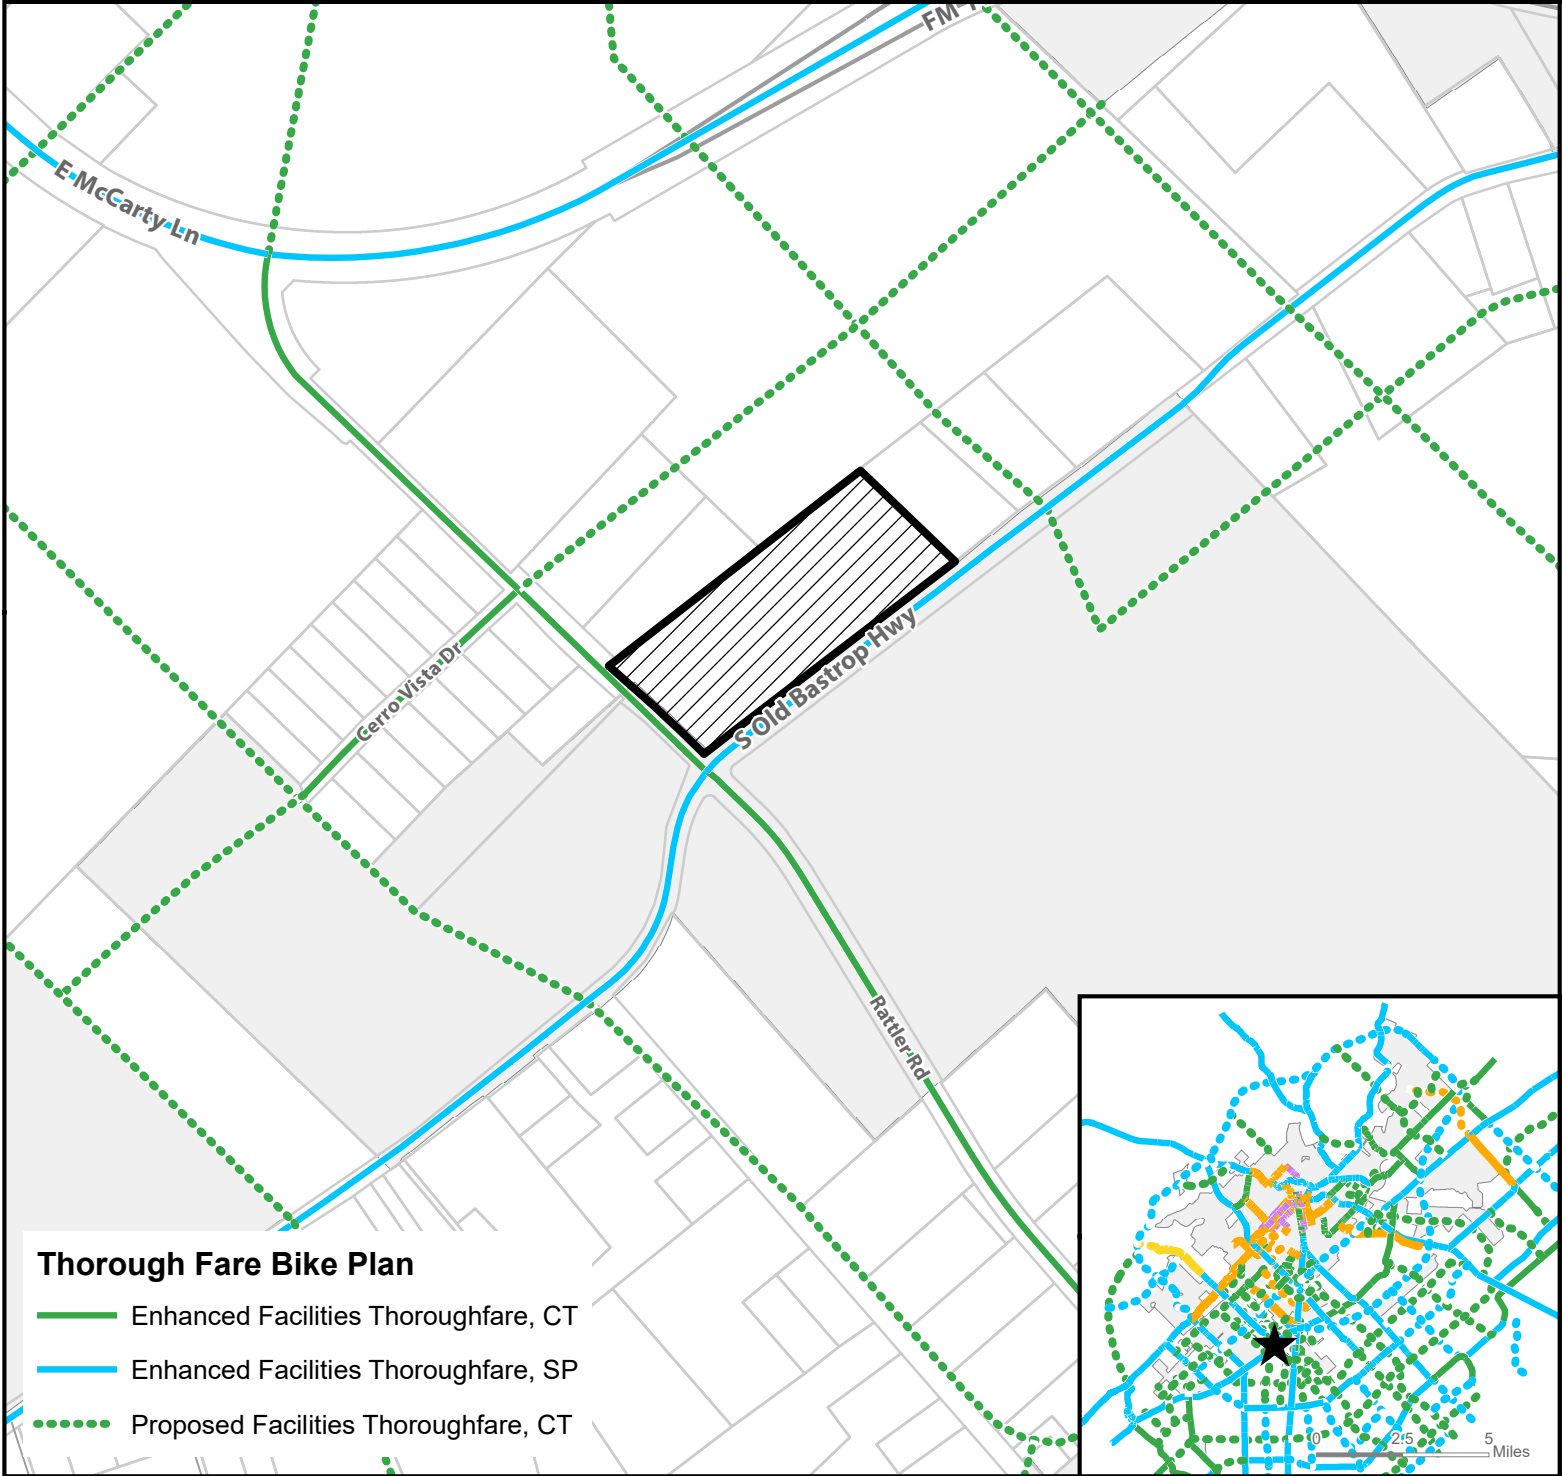 FM-1
E McCarty Ln
S Old Bastrop Hwy
Cerro Vista Dr
Rattler Rd
Thorough Fare Bike Plan
Enhanced Facilities Thoroughfare, CT
Enhanced Facilities Thoroughfare, SP
Proposed Facilities Thoroughfare, CT
0 2.5 5
Miles